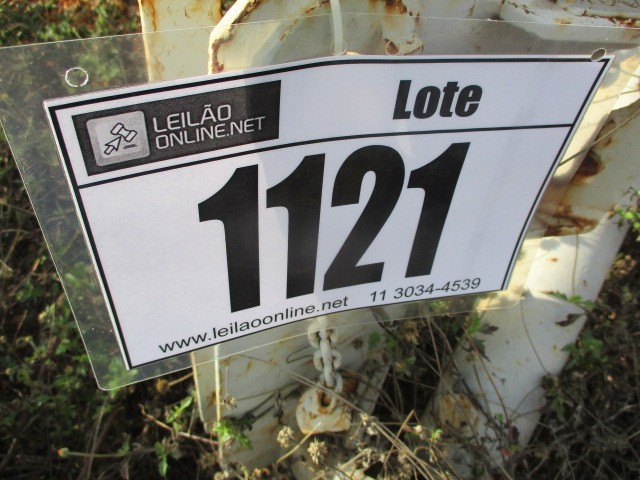 LEILÃO
ONLINE.NET
Lote
1121
www.leilaoonline.net 11 3034-4539